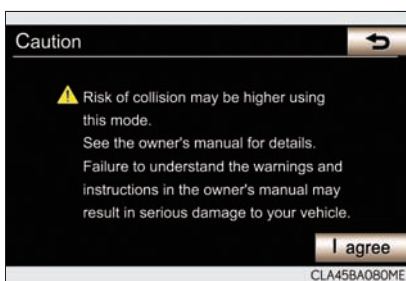 Caution
Risk of collision may be higher using
this mode.
See the owner's manual for details.
Failure to understand the warnings and
instructions in the owner's manual may
result in serious damage to your vehicle.
I agree
CLA45BA080ME